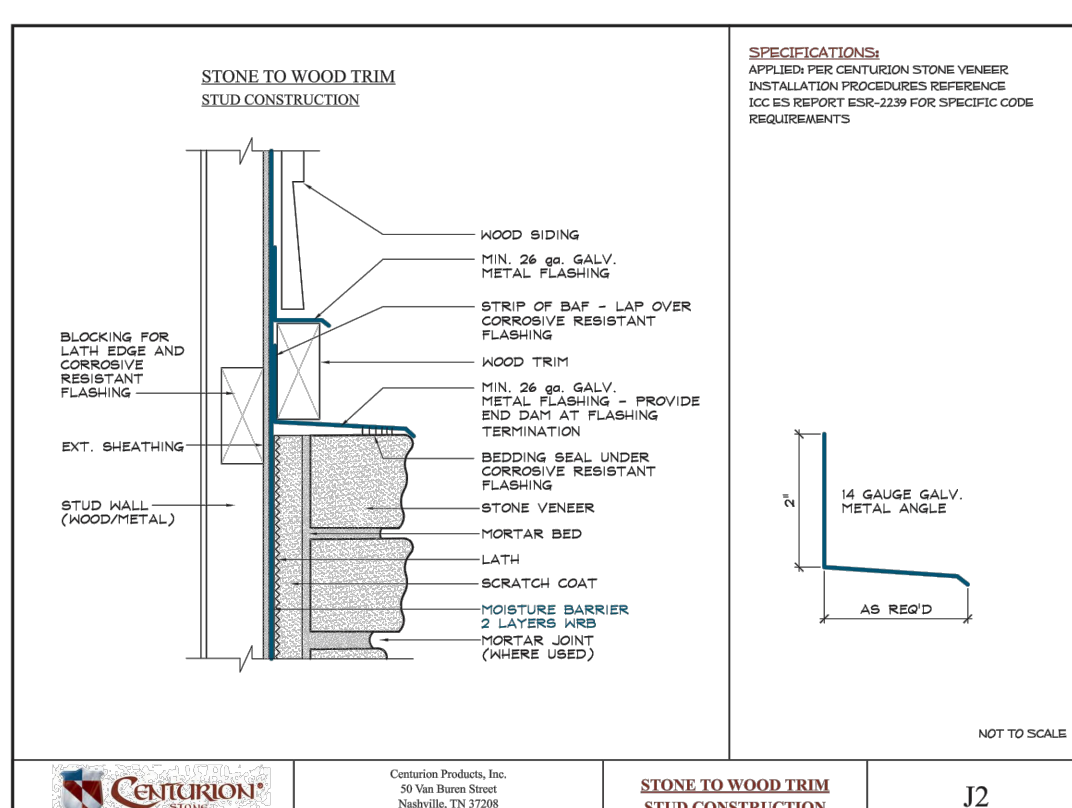 STONE TO WOOD TRIM
STUD CONSTRUCTION
WOOD SIDING
MIN. 26 ga. GALV.
METAL FLASHING
STRIP OF BAF - LAP OVER
CORROSIVE RESISTANT
FLASHING
WOOD TRIM
MIN. 26 ga. GALV.
METAL FLASHING - PROVIDE
END DAM AT FLASHING
TERMINATION
BEDDING SEAL UNDER
CORROSIVE RESISTANT
FLASHING
STONE VENEER
MORTAR BED
LATH
SCRATCH COAT
MOISTURE BARRIER
2 LAYERS WRB
MORTAR JOINT
(WHERE USED)
BLOCKING FOR
LATH EDGE AND
CORROSIVE
RESISTANT
FLASHING
EXT. SHEATHING
STUD WALL
(WOOD/METAL)
SPECIFICATIONS:
APPLIED: PER CENTURION STONE VENEER
INSTALLATION PROCEDURES REFERENCE
ICC ES REPORT ESR-2239 FOR SPECIFIC CODE
REQUIREMENTS
2"
14 GAUGE GALV.
METAL ANGLE
AS REQ'D
NOT TO SCALE
CENTURION®
STONE
Centurion Products, Inc.
50 Van Buren Street
Nashville, TN 37208
STONE TO WOOD TRIM
STUD CONSTRUCTION
J2